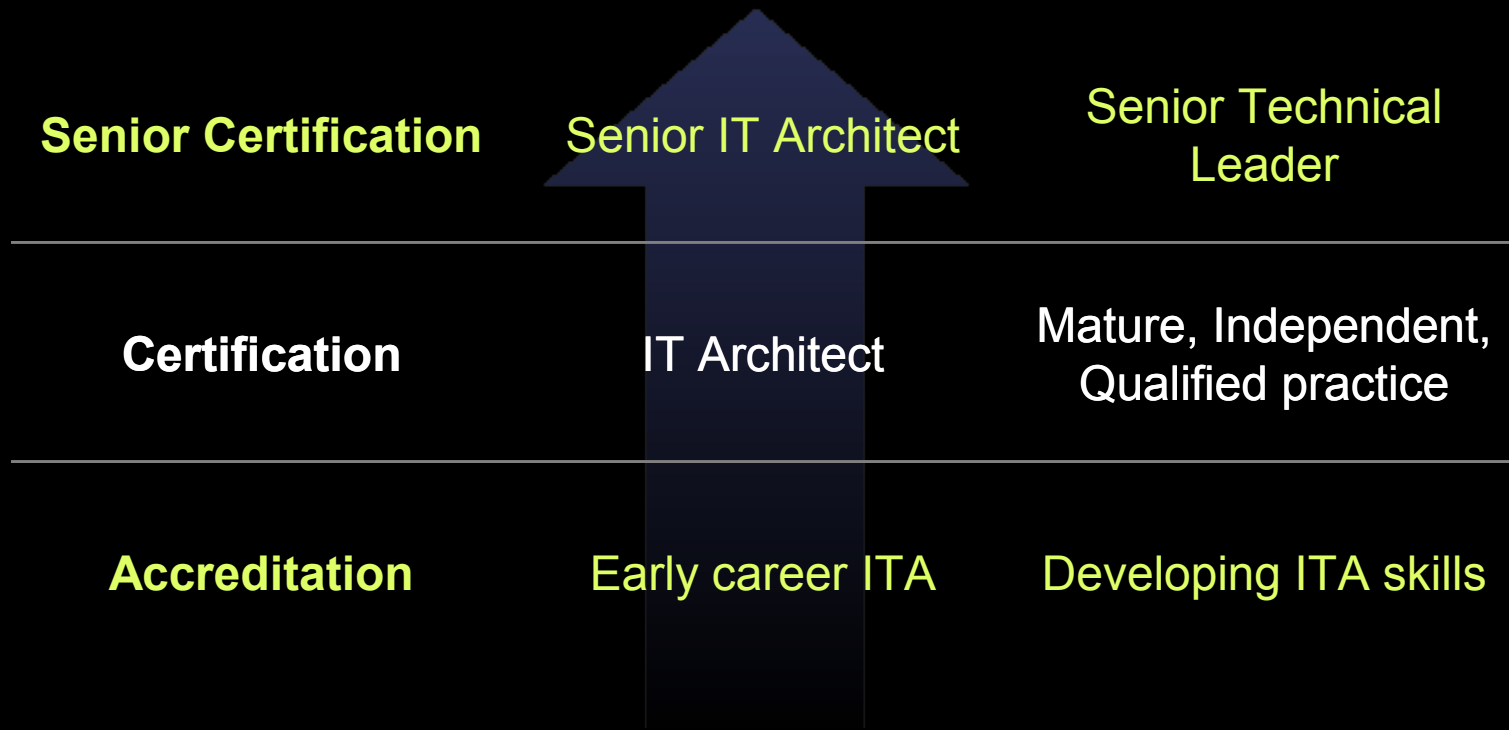 Senior Certification
Senior IT Architect
Senior Technical
Leader
Certification
IT Architect
Mature, Independent,
Qualified practice
Accreditation
Early career ITA
Developing ITA skills